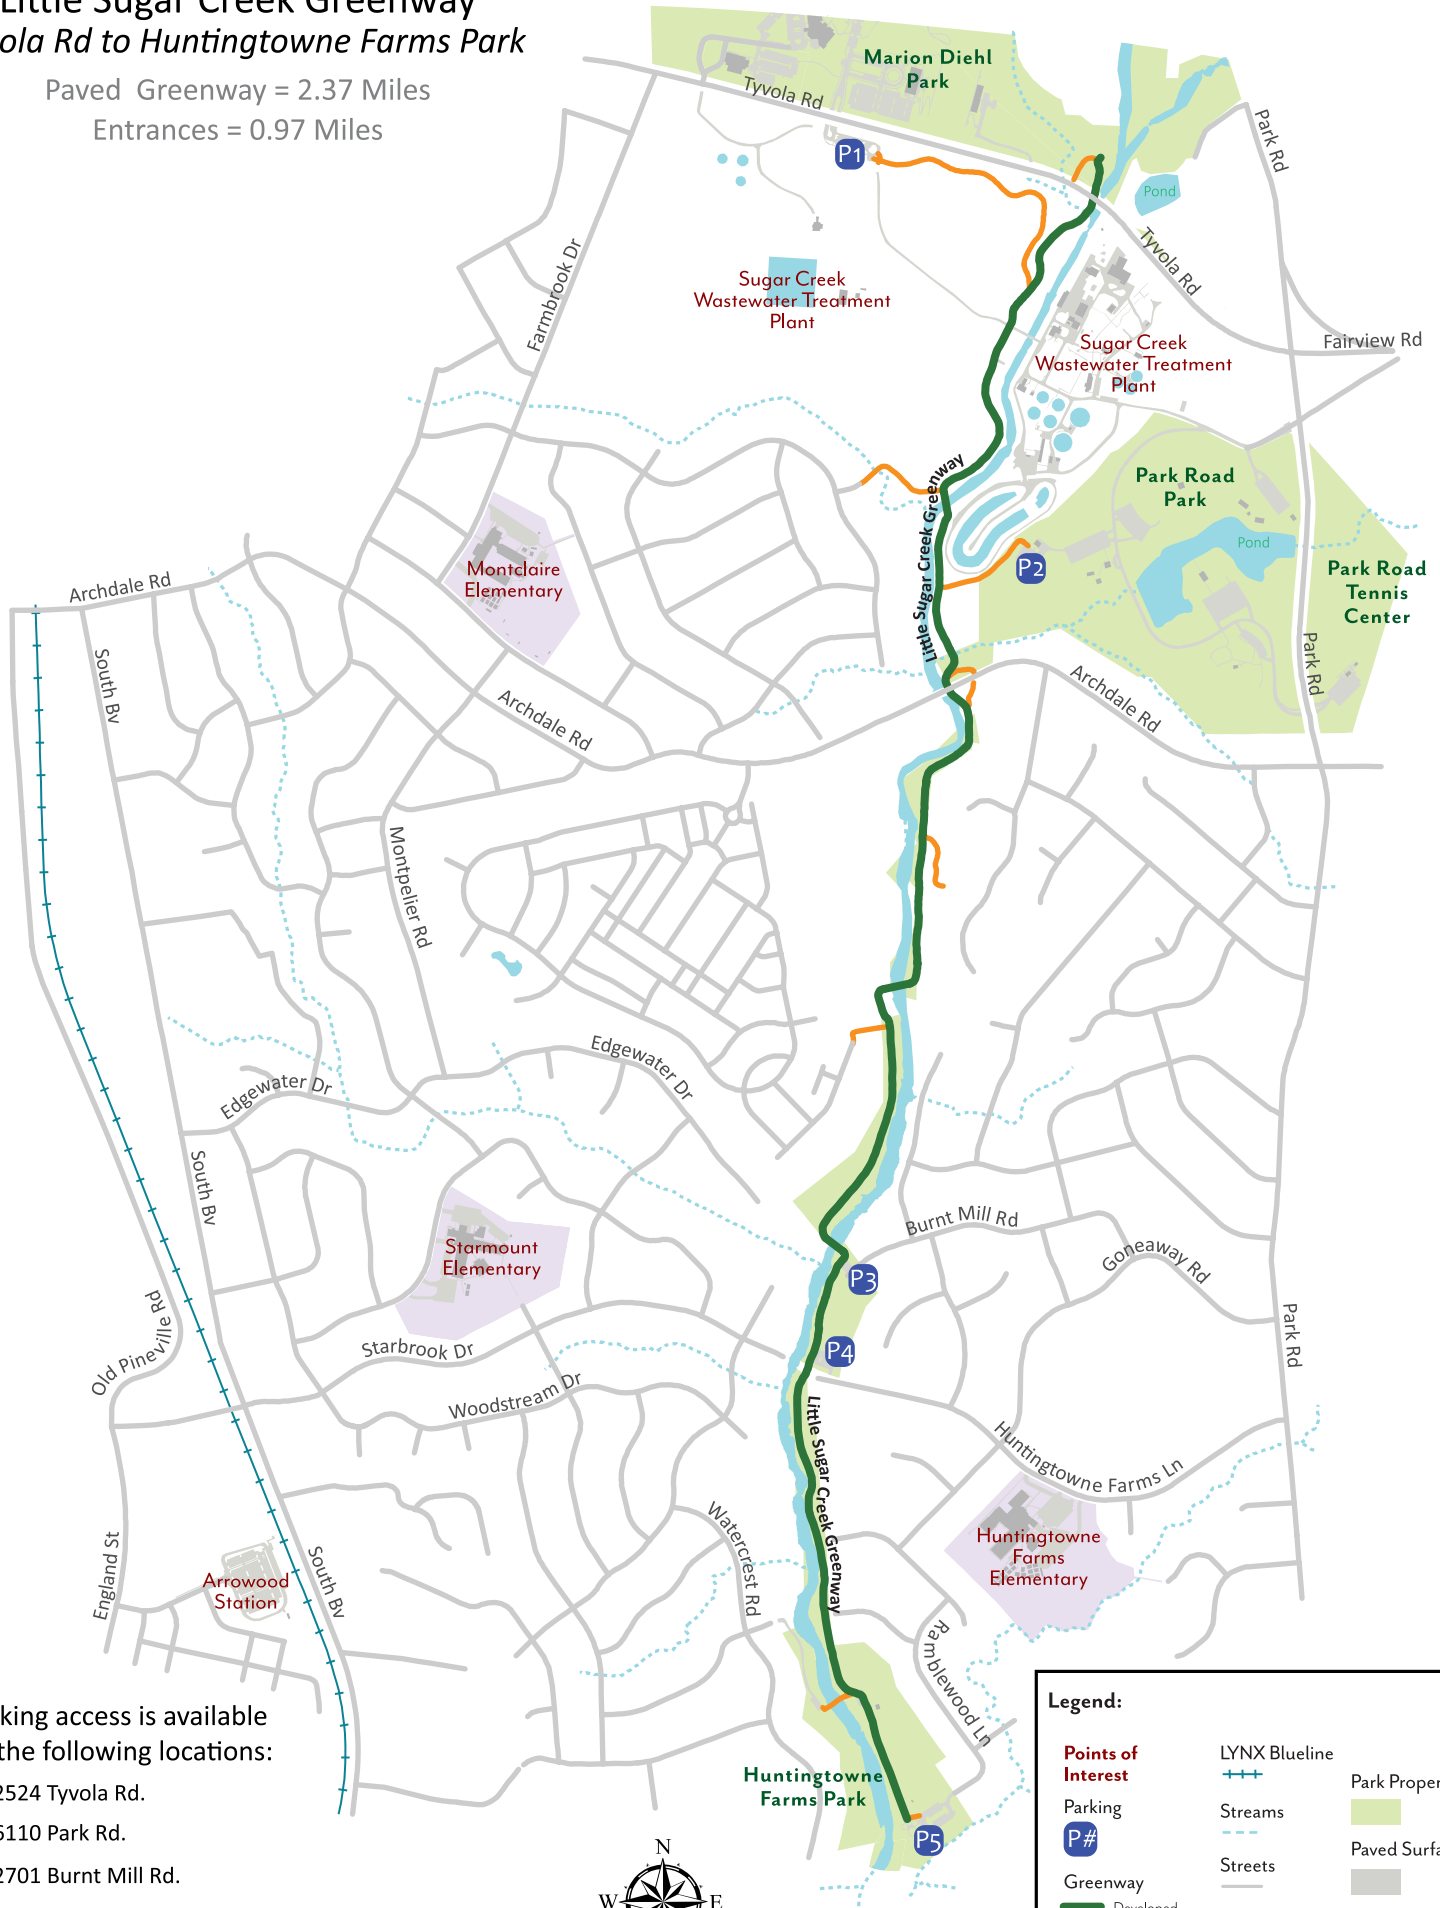 Little Sugar Creek Greenway
ola Rd to Huntingtowne Farms Park
Paved Greenway = 2.37 Miles
Entrances = 0.97 Miles
Marion Diehl
Park
Tyvola Rd
P1
Park Rd
Pond
Tyvola Rd
Farmbrook Dr
Sugar Creek
Wastewater Treatment
Plant
Fairview Rd
Sugar Creek
Wastewater Treatment
Plant
Little Sugar Creek Greenway
Park Road
Park
Pond
P2
Park Road
Tennis
Center
Montclaire
Elementary
Archdale Rd
South Bv
Archdale Rd
Archdale Rd
Park Rd
Montpelier Rd
Edgewater Dr
Edgewater Dr
South Bv
Burnt Mill Rd
Goneaway Rd
Starmount
Elementary
P3
Old Pineville Rd
Starbrook Dr
P4
Park Rd
Woodstream Dr
Little Sugar Creek Greenway
Huntingtowne Farms Ln
Watercrest Rd
Huntingtowne
Farms
Elementary
England St
Arrowood
Station
South Bv
Ramblewood Ln
Huntingtowne
Farms Park
P5
king access is available
the following locations:
2524 Tyvola Rd.
6110 Park Rd.
2701 Burnt Mill Rd.
N
W
E
Legend:
Points of
Interest
LYNX Blueline
Parking
P#
Streams
Park Proper
Streets
Paved Surfa
Greenway
Developed